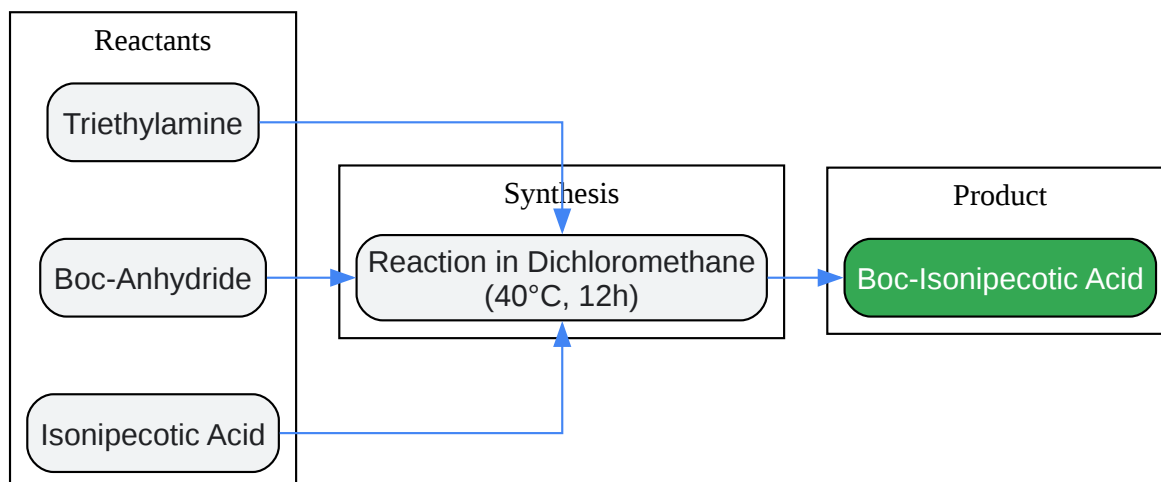 Reactants
Triethylamine
Boc-Anhydride
Isonipecotic Acid
Synthesis
Reaction in Dichloromethane
(40°C, 12h)
Product
Boc-Isonipecotic Acid